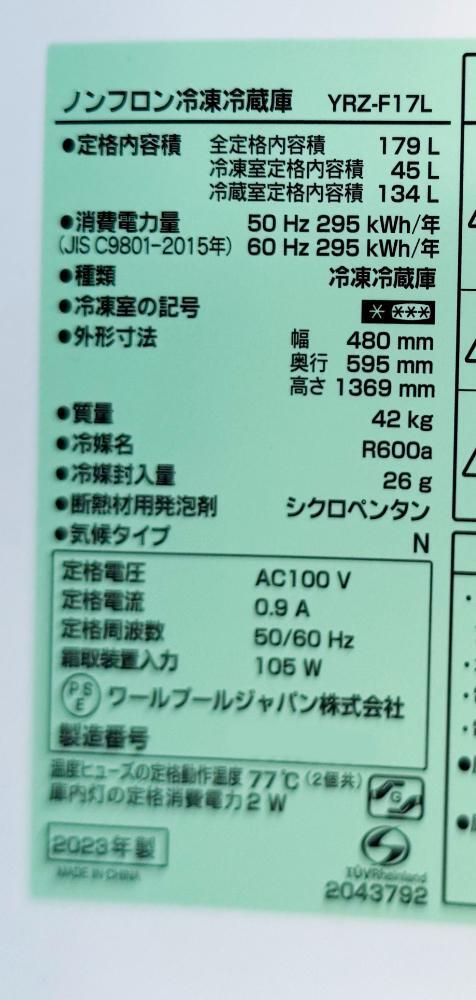 ノンフロン冷凍冷蔵庫 YRZ-F17L
●定格内容積 全定格内容積 179 L
冷凍室定格内容積 45 L
冷蔵室定格内容積 134 L
●消費電力量 50 Hz 295 kWh/年
(JIS C9801-2015年) 60 Hz 295 kWh/年
●種類 冷凍冷蔵庫
●冷凍室の記号 * ***
●外形寸法 幅 480 mm
奥行 595 mm
高さ 1369 mm
●質量 42 kg
●冷媒名 R600a
●冷媒封入量 26 g
●断熱材用発泡剤 シクロペンタン
●気候タイプ N
定格電圧 AC100 V
定格電流 0.9 A
定格周波数 50/60 Hz
霜取装置入力 105 W
PSE ワールプールジャパン株式会社
製造番号
温度ヒューズの定格動作温度 77℃(2個共)
庫内灯の定格消費電力 2 W
G
2023年製
MADE IN CHINA
TÜVRheinland
2043792